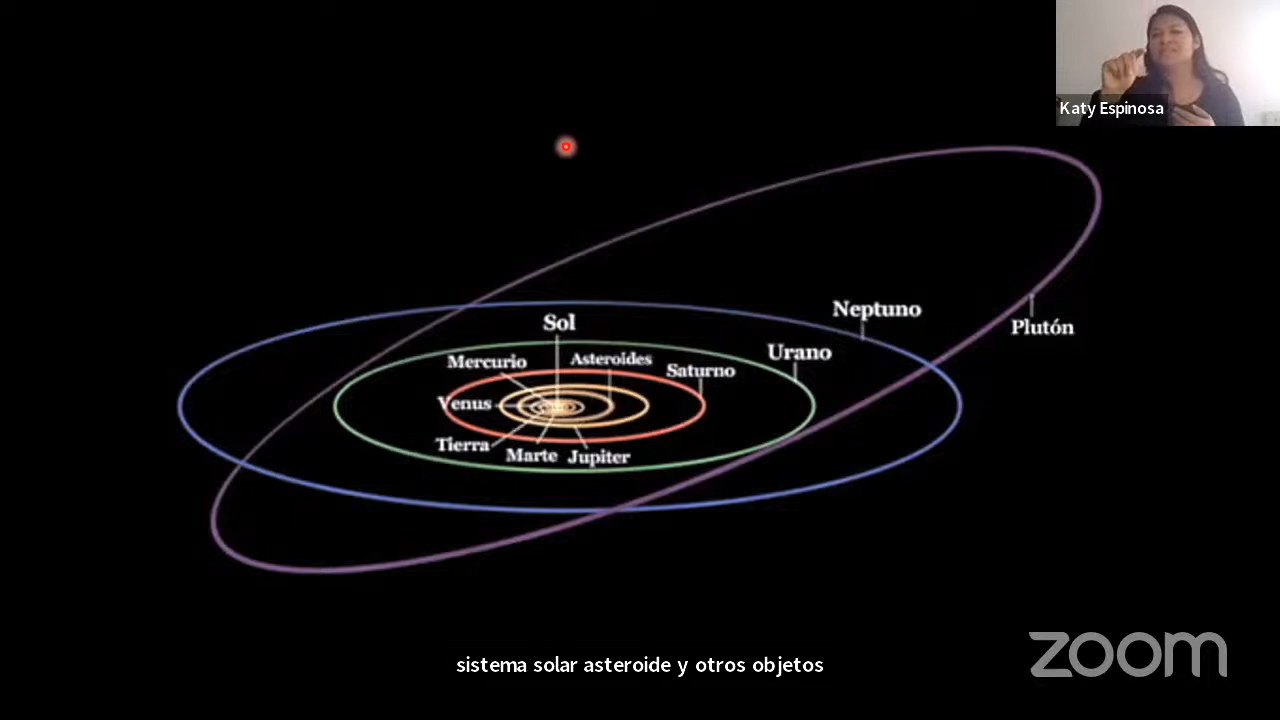 Katy Espinosa
Neptuno
Sol
Plutón
Urano
Mercurio
Asteroides
Saturno
Venus
Tierra
Marte
Jupiter
sistema solar asteroide y otros objetos
zoom